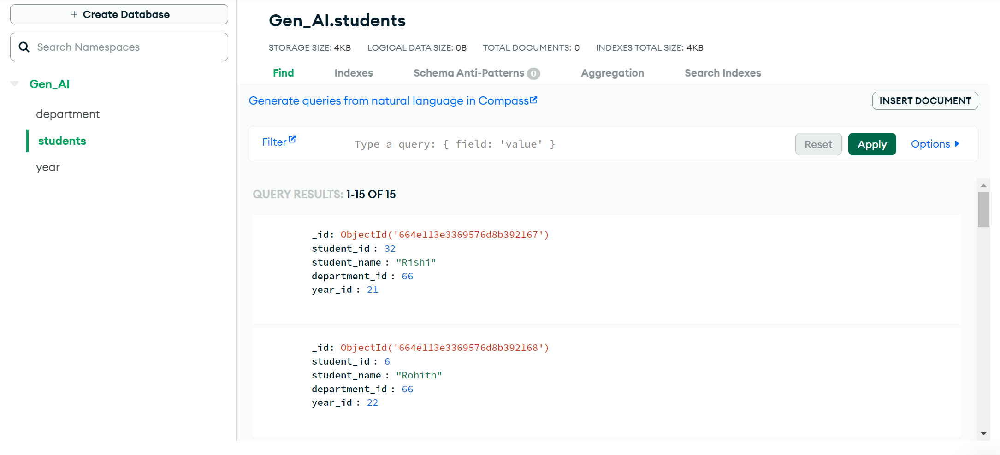 + Create Database
Search Namespaces
Gen_AI
department
students
year
Gen_AI.students
STORAGE SIZE: 4KB LOGICAL DATA SIZE: 0B TOTAL DOCUMENTS: 0 INDEXES TOTAL SIZE: 4KB
Find Indexes Schema Anti-Patterns 0 Aggregation Search Indexes
Generate queries from natural language in Compass
INSERT DOCUMENT
Filter Type a query: { field: 'value' } Reset Apply Options
QUERY RESULTS: 1-15 OF 15
_id: ObjectId('664e113e3369576d8b392167')
student_id : 32
student_name : "Rishi"
department_id : 66
year_id : 21
_id: ObjectId('664e113e3369576d8b392168')
student_id : 6
student_name : "Rohith"
department_id : 66
year_id : 22